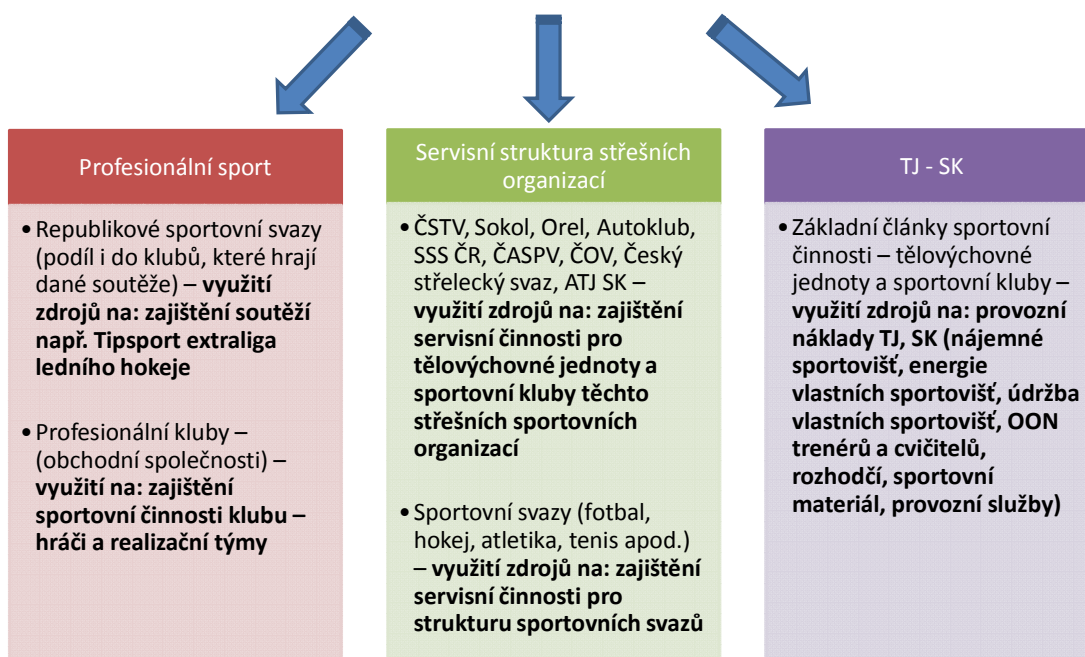 Profesionální sport
• Republikové sportovní svazy
(podíl i do klubů, které hrají
dané soutěže) – využití
zdrojů na: zajištění soutěží
např. Tipsport extraliga
ledního hokeje
• Profesionální kluby –
(obchodní společnosti) –
využití na: zajištění
sportovní činnosti klubu –
hráči a realizační týmy
Servisní struktura střešních
organizací
• ČSTV, Sokol, Orel, Autoklub,
SSS ČR, ČASPV, ČOV, Český
střelecký svaz, ATJ SK –
využití zdrojů na: zajištění
servisní činnosti pro
tělovýchovné jednoty a
sportovní kluby těchto
střešních sportovních
organizací
• Sportovní svazy (fotbal,
hokej, atletika, tenis apod.)
– využití zdrojů na: zajištění
servisní činnosti pro
strukturu sportovních svazů
TJ - SK
• Základní články sportovní
činnosti – tělovýchovné
jednoty a sportovní kluby –
využití zdrojů na: provozní
náklady TJ, SK (nájemné
sportovišť, energie
vlastních sportovišť, údržba
vlastních sportovišť, OON
trenérů a cvičitelů,
rozhodčí, sportovní
materiál, provozní služby)